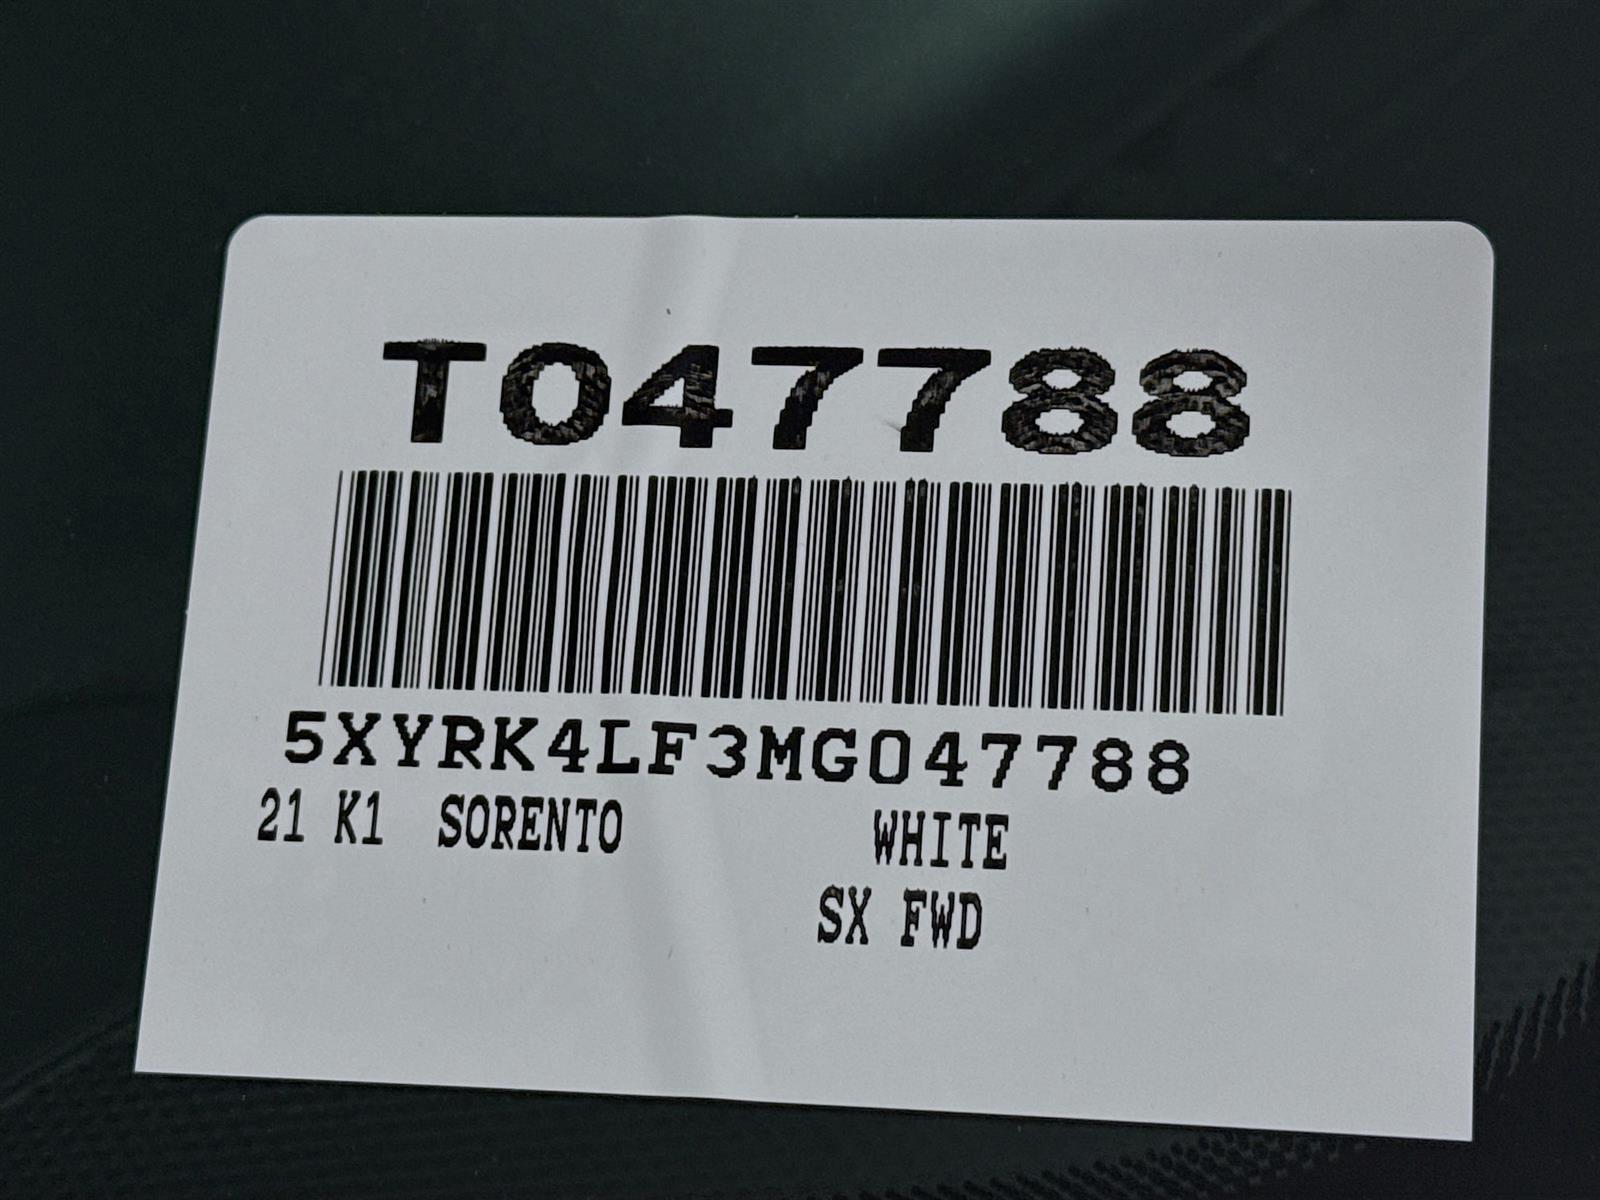 T047788
5XYRK4LF3MG047788
21 K1 SORENTO WHITE
SX FWD